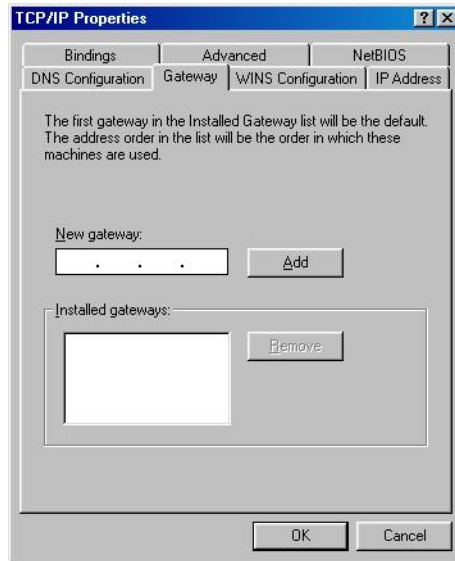 TCP/IP Properties
Bindings Advanced NetBIOS
DNS Configuration Gateway WINS Configuration IP Address
The first gateway in the Installed Gateway list will be the default.
The address order in the list will be the order in which these
machines are used.
New gateway:
. . .
Add
Installed gateways:
Remove
OK Cancel